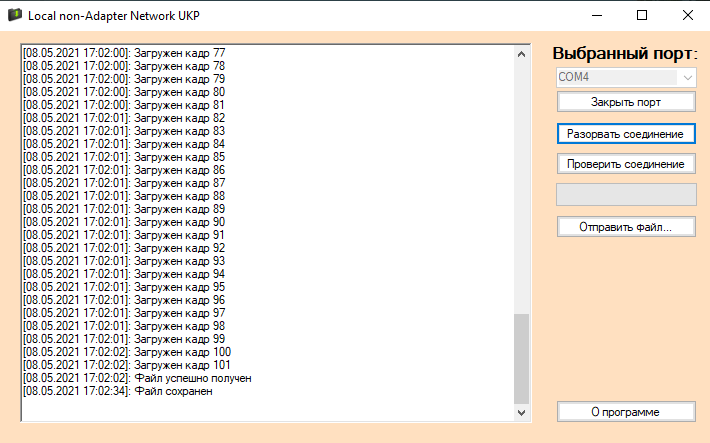 Local non-Adapter Network UKP
[08.05.2021 17:02:00]: Загружен кадр 77
[08.05.2021 17:02:00]: Загружен кадр 78
[08.05.2021 17:02:00]: Загружен кадр 79
[08.05.2021 17:02:00]: Загружен кадр 80
[08.05.2021 17:02:00]: Загружен кадр 81
[08.05.2021 17:02:01]: Загружен кадр 82
[08.05.2021 17:02:01]: Загружен кадр 83
[08.05.2021 17:02:01]: Загружен кадр 84
[08.05.2021 17:02:01]: Загружен кадр 85
[08.05.2021 17:02:01]: Загружен кадр 86
[08.05.2021 17:02:01]: Загружен кадр 87
[08.05.2021 17:02:01]: Загружен кадр 88
[08.05.2021 17:02:01]: Загружен кадр 89
[08.05.2021 17:02:01]: Загружен кадр 90
[08.05.2021 17:02:01]: Загружен кадр 91
[08.05.2021 17:02:01]: Загружен кадр 92
[08.05.2021 17:02:01]: Загружен кадр 93
[08.05.2021 17:02:01]: Загружен кадр 94
[08.05.2021 17:02:01]: Загружен кадр 95
[08.05.2021 17:02:01]: Загружен кадр 96
[08.05.2021 17:02:01]: Загружен кадр 97
[08.05.2021 17:02:01]: Загружен кадр 98
[08.05.2021 17:02:01]: Загружен кадр 99
[08.05.2021 17:02:02]: Загружен кадр 100
[08.05.2021 17:02:02]: Загружен кадр 101
[08.05.2021 17:02:02]: Файл успешно получен
[08.05.2021 17:02:34]: Файл сохранен
Выбранный порт:
COM4
Закрыть порт
Разорвать соединение
Проверить соединение
Отправить файл...
О программе